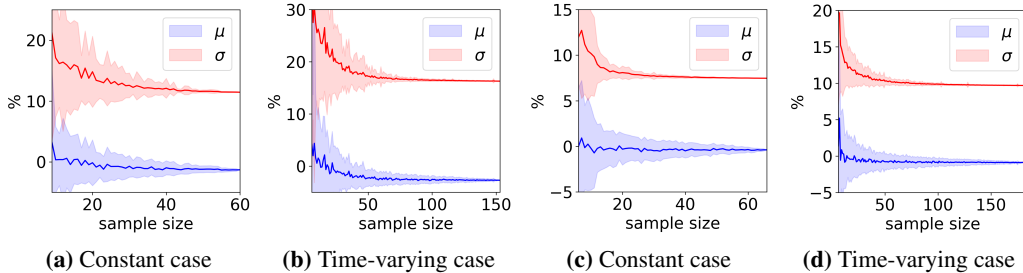 %
20
10
0
20
40
60
sample size
μ
σ
(a) Constant case
%
30
20
10
0
50
100
150
sample size
μ
σ
(b) Time-varying case
%
15
10
5
0
−5
20
40
60
sample size
μ
σ
(c) Constant case
%
20
15
10
5
0
−5
50
100
150
sample size
μ
σ
(d) Time-varying case